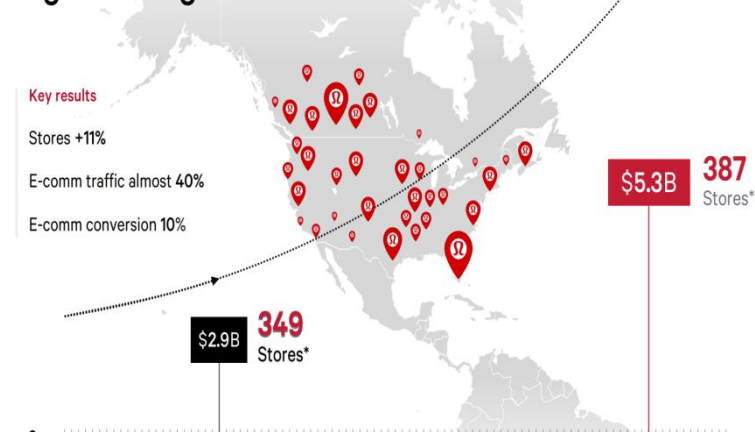 Key results
Stores +11%
E-comm traffic almost 40%
E-comm conversion 10%
$5.3B
387
Stores*
$2.9B
349
Stores*